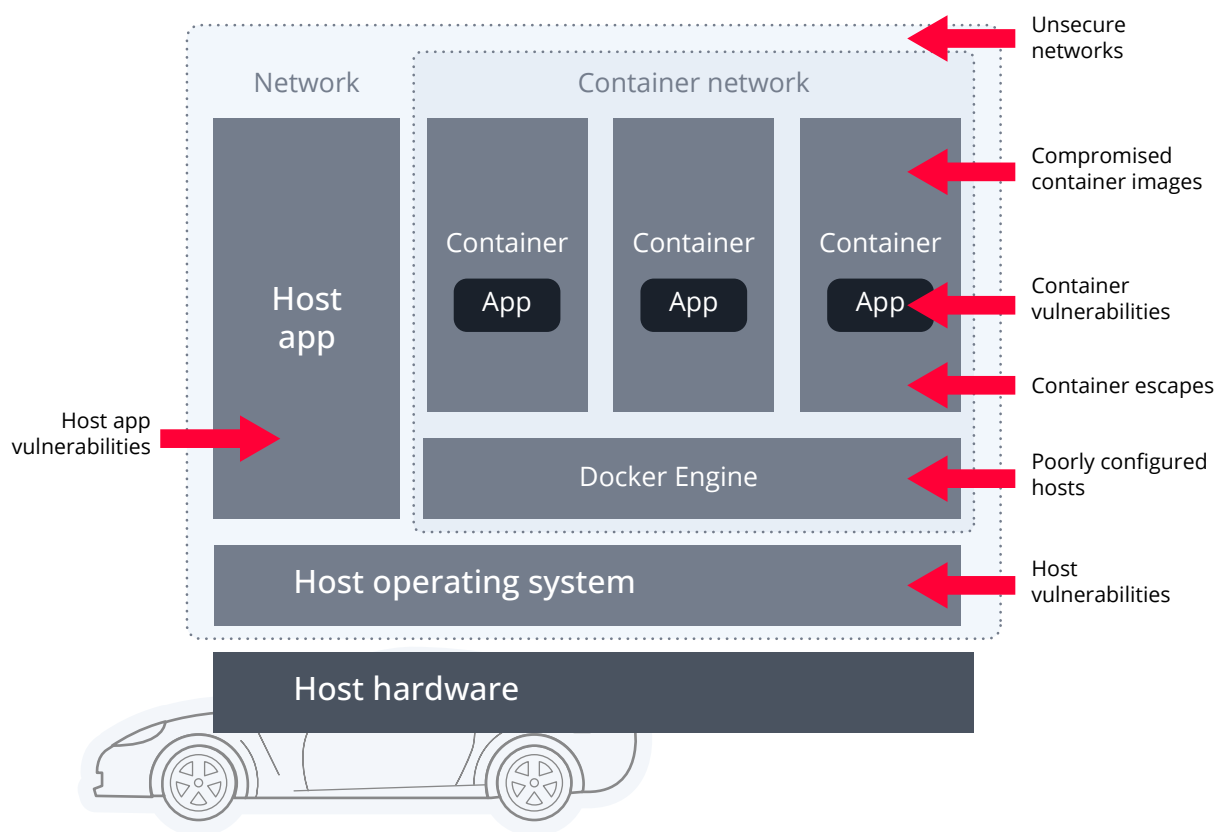 Unsecure
networks
Network
Container network
Compromised
container images
Container
Container
Container
App
App
App
Container
vulnerabilities
Host
app
Container escapes
Host app
vulnerabilities
Docker Engine
Poorly configured
hosts
Host operating system
Host
vulnerabilities
Host hardware